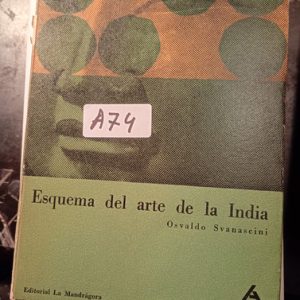 A74
Esquema del arte de la India
Osvaldo Svanascini
Editorial La Mandrágora